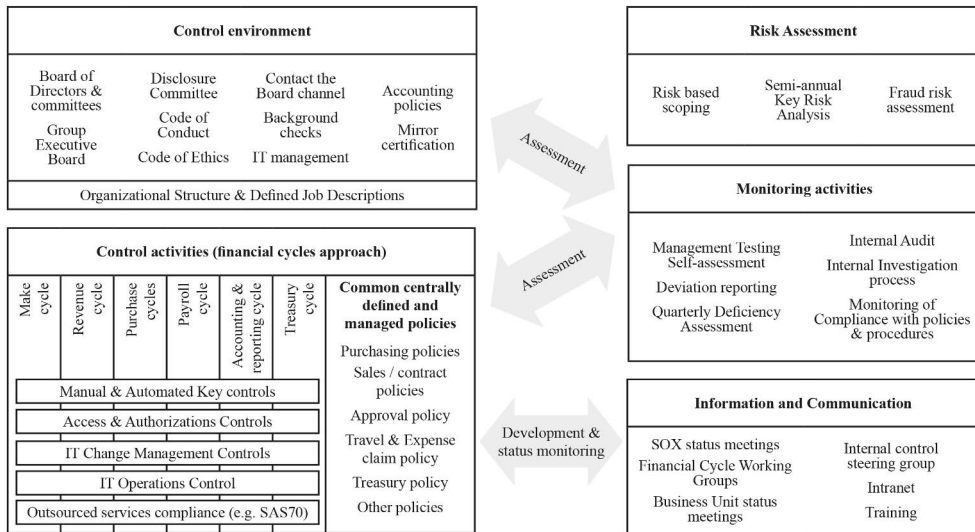 Control environment
Board of
Directors &
committees
Group
Executive
Board
Disclosure
Committee
Code of
Conduct
Code of Ethics
Contact the
Board channel
Background
checks
IT management
Accounting
policies
Mirror
certification
Organizational Structure & Defined Job Descriptions
Risk Assessment
Risk based
scoping
Semi-annual
Key Risk
Analysis
Fraud risk
assessment
Assessment
Monitoring activities
Management Testing
Self-assessment
Deviation reporting
Quarterly Deficiency
Assessment
Internal Audit
Internal Investigation
process
Monitoring of
Compliance with policies
& procedures
Assessment
Control activities (financial cycles approach)
Make
cycle
Revenue
cycle
Purchase
cycles
Payroll
cycle
Accounting &
reporting cycle
Treasury
cycle
Manual & Automated Key controls
Access & Authorizations Controls
IT Change Management Controls
IT Operations Control
Outsourced services compliance (e.g. SAS70)
Common centrally
defined and
managed policies
Purchasing policies
Sales / contract
policies
Approval policy
Travel & Expense
claim policy
Treasury policy
Other policies
Development &
status monitoring
Information and Communication
SOX status meetings
Financial Cycle Working
Groups
Business Unit status
meetings
Internal control
steering group
Intranet
Training